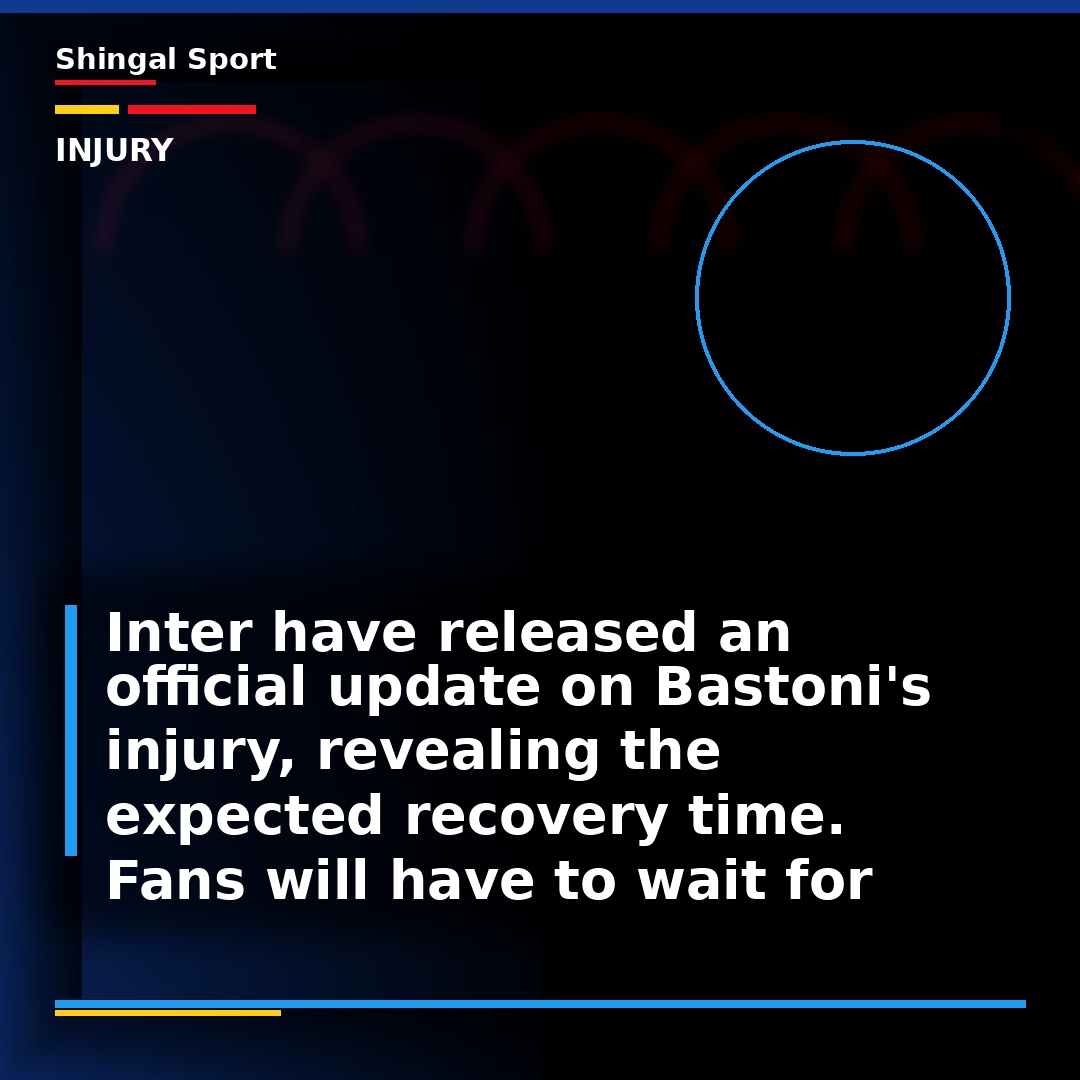 Shingal Sport
INJURY
Inter have released an
official update on Bastoni's
injury, revealing the
expected recovery time.
Fans will have to wait for